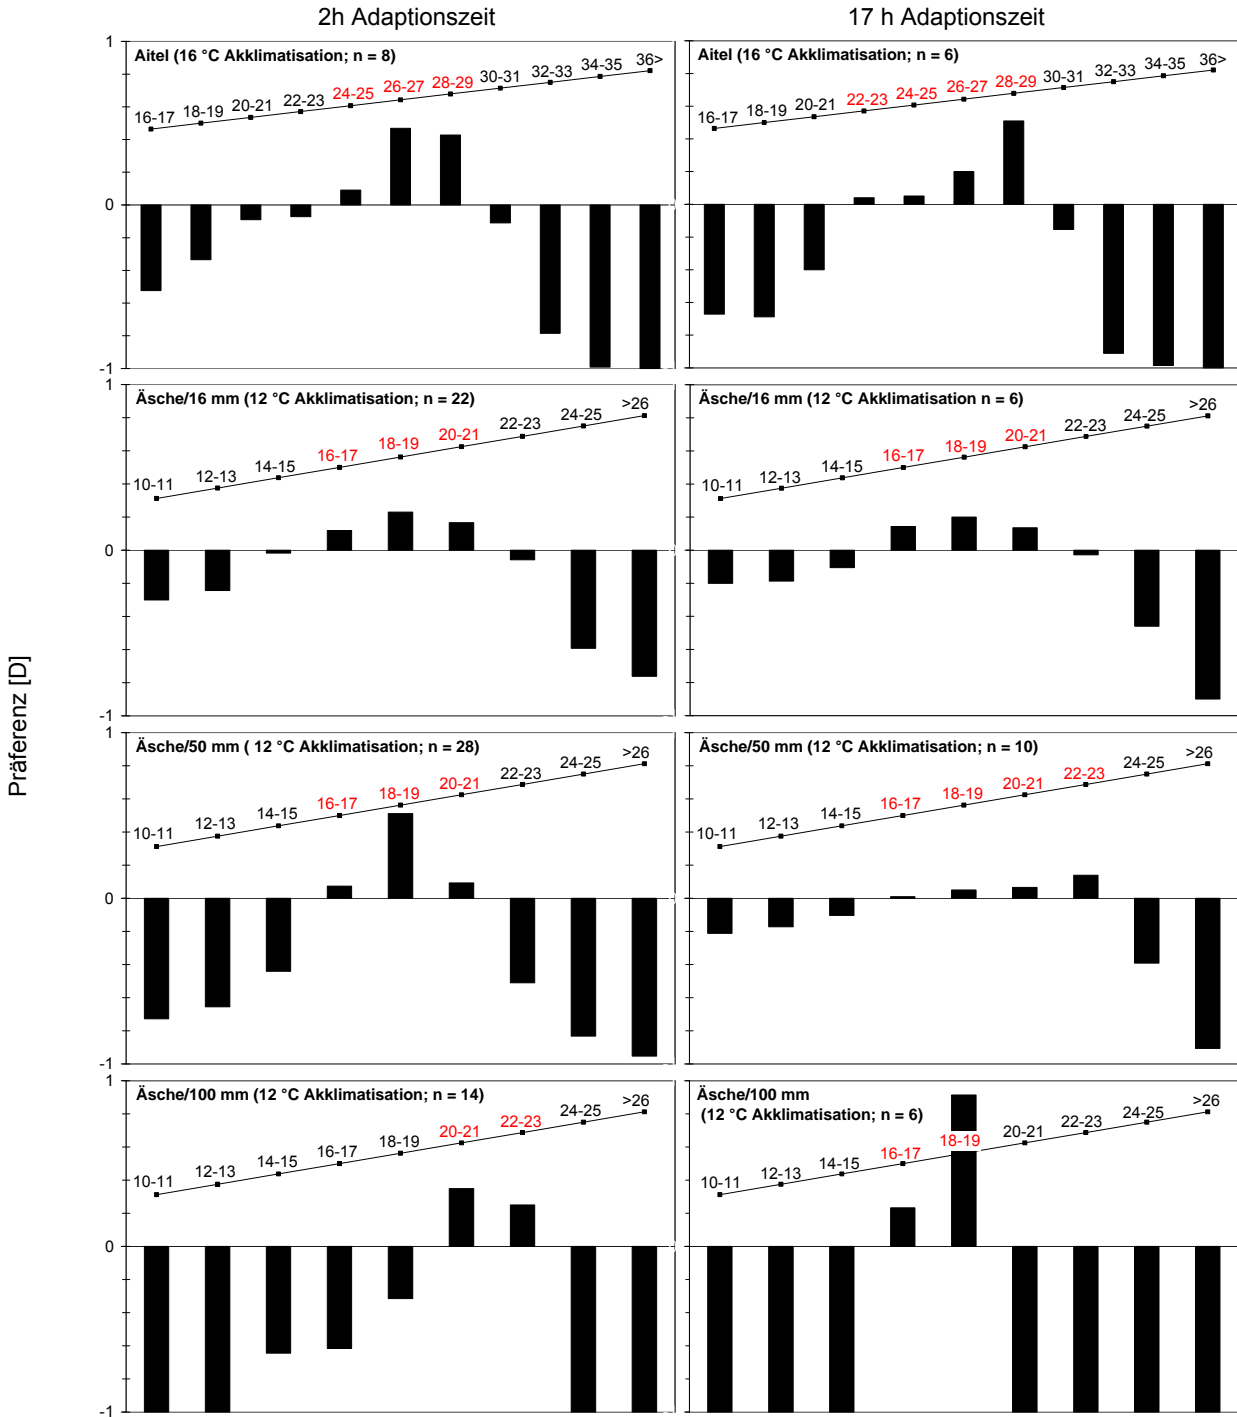 2h Adaptionszeit
17 h Adaptionszeit
Präferenz [D]
1
0
-1
Aitel (16 °C Akklimatisation; n = 8)
16-17 18-19 20-21 22-23 24-25 26-27 28-29 30-31 32-33 34-35 36>
Aitel (16 °C Akklimatisation; n = 6)
16-17 18-19 20-21 22-23 24-25 26-27 28-29 30-31 32-33 34-35 36>
1
0
-1
Äsche/16 mm (12 °C Akklimatisation; n = 22)
10-11 12-13 14-15 16-17 18-19 20-21 22-23 24-25 >26
Äsche/16 mm (12 °C Akklimatisation n = 6)
10-11 12-13 14-15 16-17 18-19 20-21 22-23 24-25 >26
1
0
-1
Äsche/50 mm ( 12 °C Akklimatisation; n = 28)
10-11 12-13 14-15 16-17 18-19 20-21 22-23 24-25 >26
Äsche/50 mm (12 °C Akklimatisation; n = 10)
10-11 12-13 14-15 16-17 18-19 20-21 22-23 24-25 >26
1
0
-1
Äsche/100 mm (12 °C Akklimatisation; n = 14)
10-11 12-13 14-15 16-17 18-19 20-21 22-23 24-25 >26
Äsche/100 mm
(12 °C Akklimatisation; n = 6)
10-11 12-13 14-15 16-17 18-19 20-21 22-23 24-25 >26